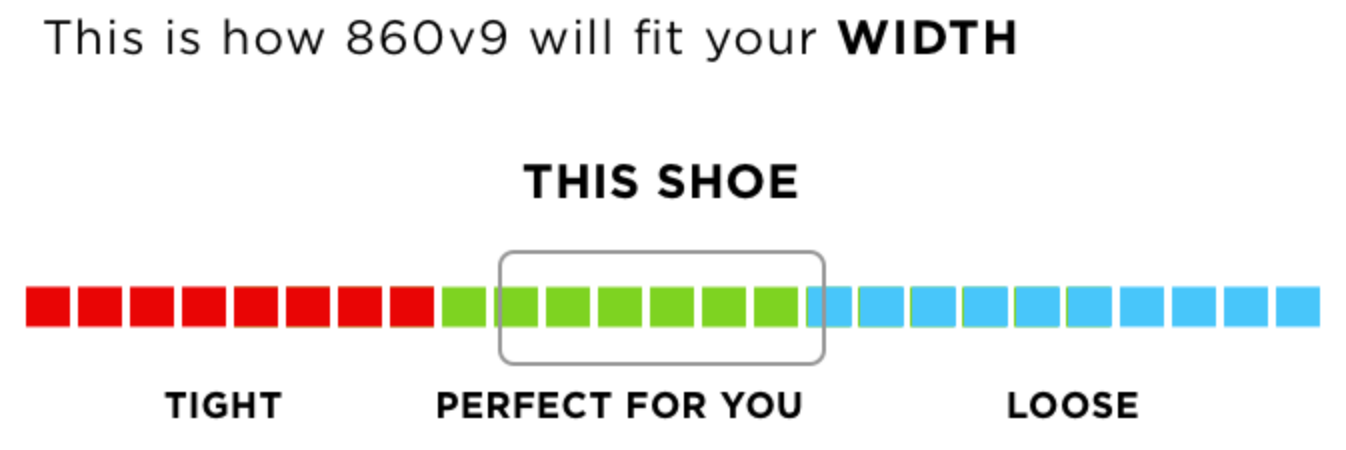 This is how 860v9 will fit your WIDTH
THIS SHOE
TIGHT PERFECT FOR YOU LOOSE